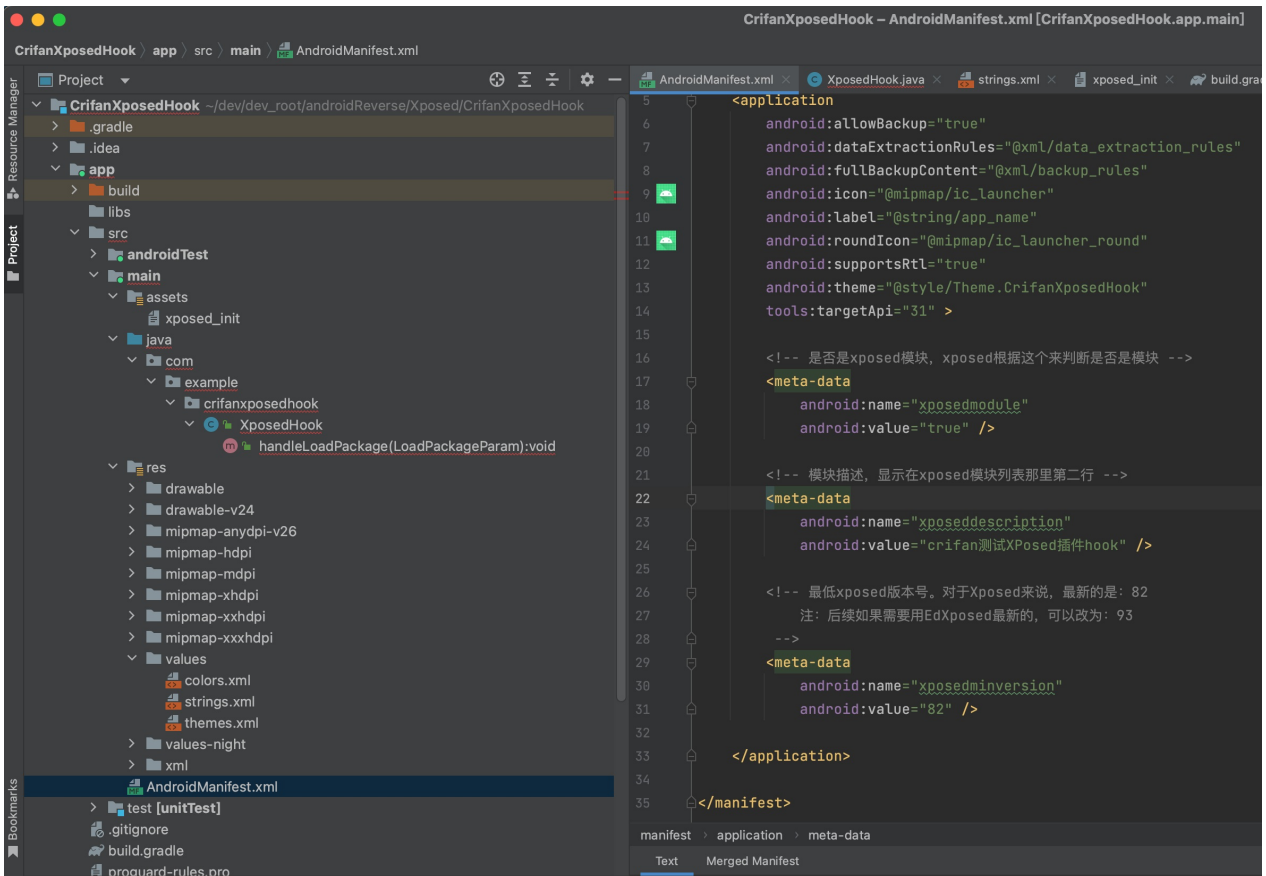 CrifanXposedHook – AndroidManifest.xml [CrifanXposedHook.app.main]
CrifanXposedHook 〉 app 〉 src 〉 main 〉 AndroidManifest.xml
Resource Manager
Project
Bookmarks
Project
CrifanXposedHook ~/dev/dev_root/androidReverse/Xposed/CrifanXposedHook
.gradle
.idea
app
build
libs
src
androidTest
main
assets
xposed_init
java
com
example
crifanxposedhook
XposedHook
handleLoadPackage(LoadPackageParam):void
res
drawable
drawable-v24
mipmap-anydpi-v26
mipmap-hdpi
mipmap-mdpi
mipmap-xhdpi
mipmap-xxhdpi
mipmap-xxxhdpi
values
colors.xml
strings.xml
themes.xml
values-night
xml
AndroidManifest.xml
test [unitTest]
.gitignore
build.gradle
proguard-rules.pro
AndroidManifest.xml XposedHook.java strings.xml xposed_init build.gra
5 <application
6 android:allowBackup="true"
7 android:dataExtractionRules="@xml/data_extraction_rules"
8 android:fullBackupContent="@xml/backup_rules"
9 android:icon="@mipmap/ic_launcher"
10 android:label="@string/app_name"
11 android:roundIcon="@mipmap/ic_launcher_round"
12 android:supportsRtl="true"
13 android:theme="@style/Theme.CrifanXposedHook"
14 tools:targetApi="31" >
15
16 <!-- 是否是xposed模块，xposed根据这个来判断是否是模块 -->
17 <meta-data
18 android:name="xposedmodule"
19 android:value="true" />
20
21 <!-- 模块描述，显示在xposed模块列表那里第二行 -->
22 <meta-data
23 android:name="xposeddescription"
24 android:value="crifan测试XPosed插件hook" />
25
26 <!-- 最低xposed版本号。对于Xposed来说，最新的是：82
27 注：后续如果需要用EdXposed最新的，可以改为：93
28 -->
29 <meta-data
30 android:name="xposedminversion"
31 android:value="82" />
32
33 </application>
34
35 </manifest>
manifest › application › meta-data
Text Merged Manifest